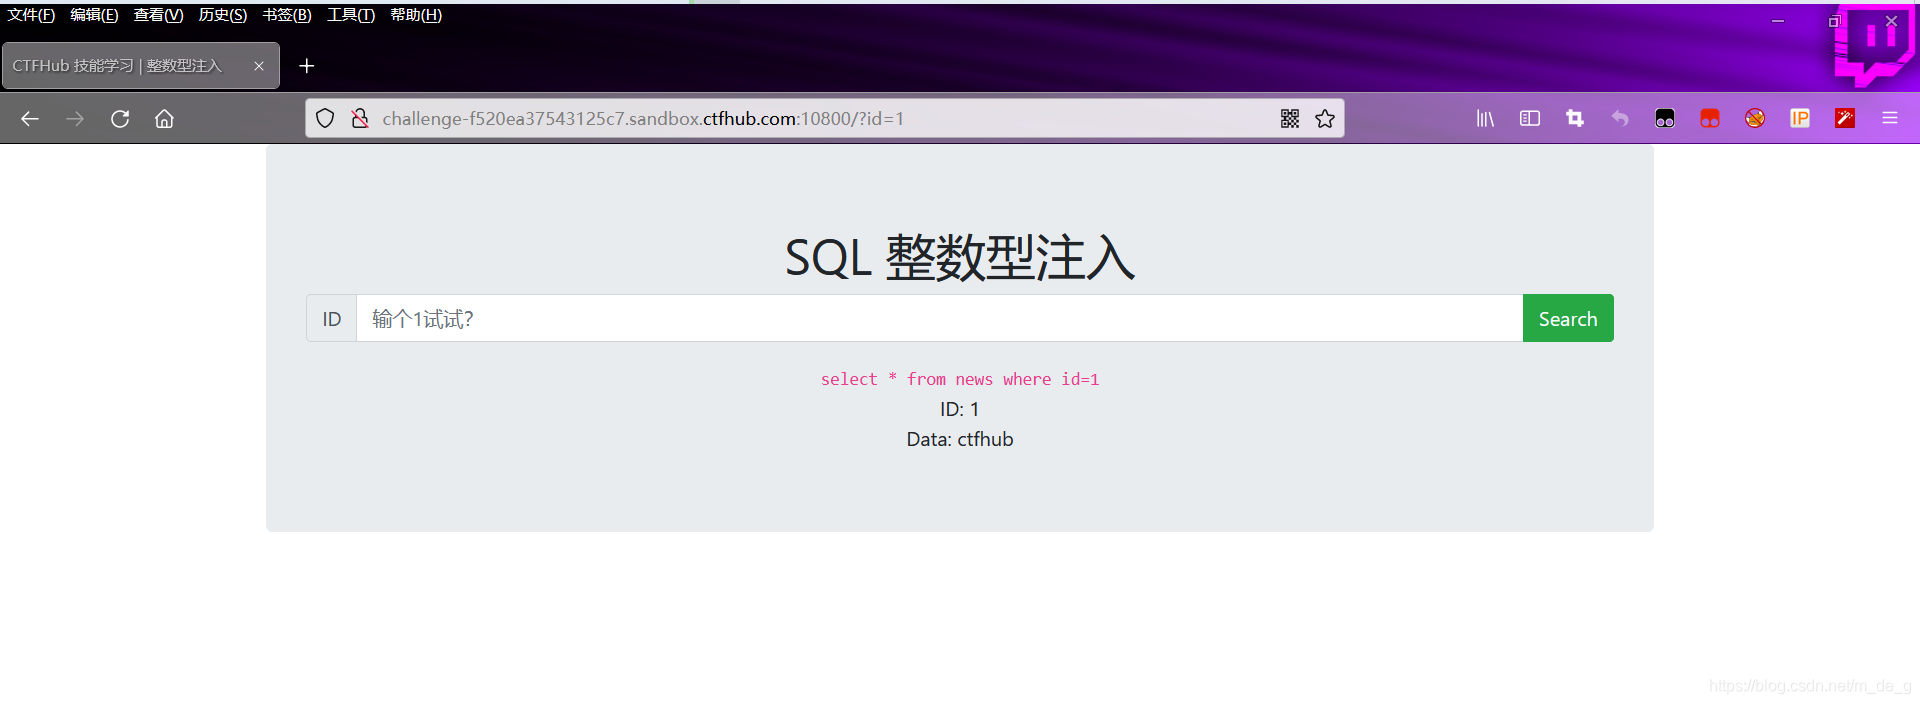 文件(F) 编辑(E) 查看(V) 历史(S) 书签(B) 工具(T) 帮助(H)
CTFHub 技能学习 | 整数型注入
challenge-f520ea37543125c7.sandbox.ctfhub.com:10800/?id=1
IP
SQL 整数型注入
ID 输个1试试? Search
select * from news where id=1
ID: 1
Data: ctfhub
https://blog.csdn.net/m_de_g